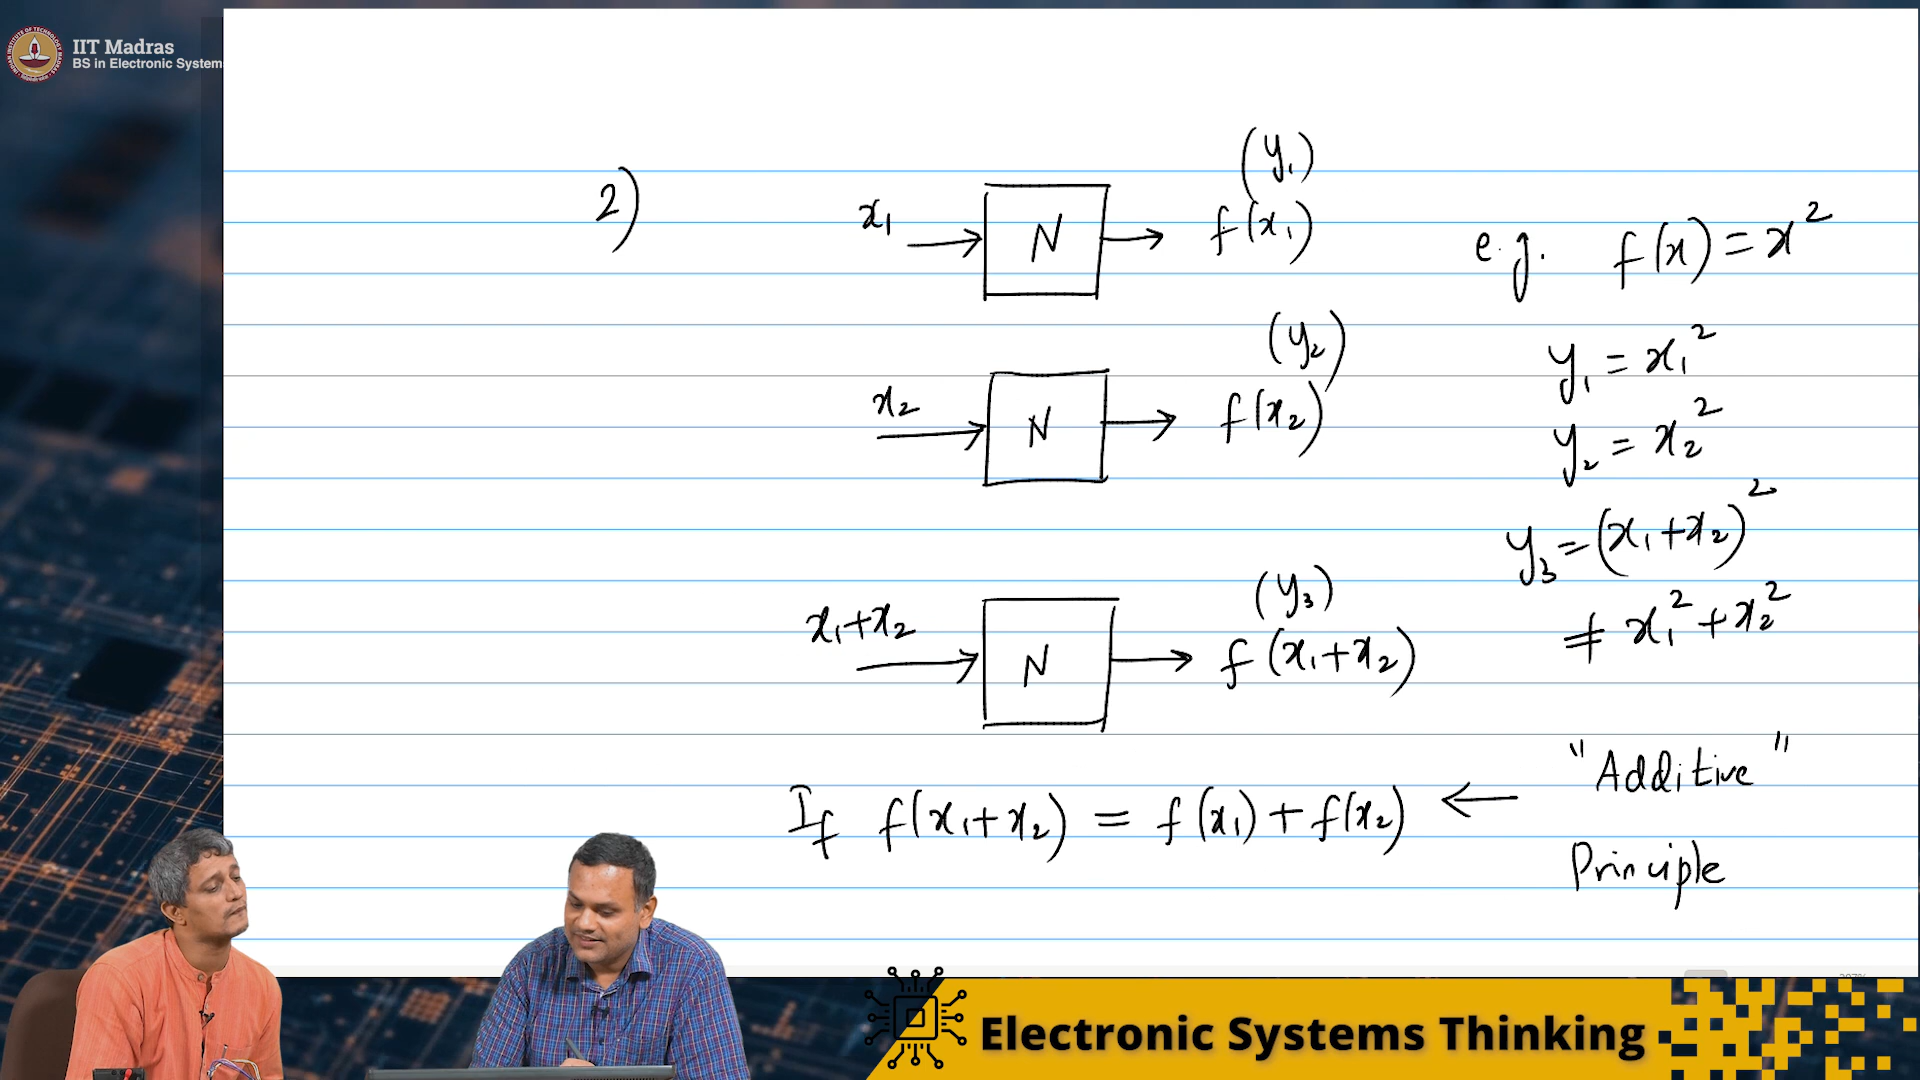 IIT Madras
BS in Electronic System
2)
x₁ → N → f(x₁) (y₁)
x₂ → N → f(x₂) (y₂)
x₁+x₂ → N → f(x₁+x₂) (y₃)
e.g. f(x) = x²
y₁ = x₁²
y₂ = x₂²
y₃ = (x₁+x₂)²
≠ x₁² + x₂²
If f(x₁+x₂) = f(x₁) + f(x₂) ← "Additive"
Principle
Electronic Systems Thinking